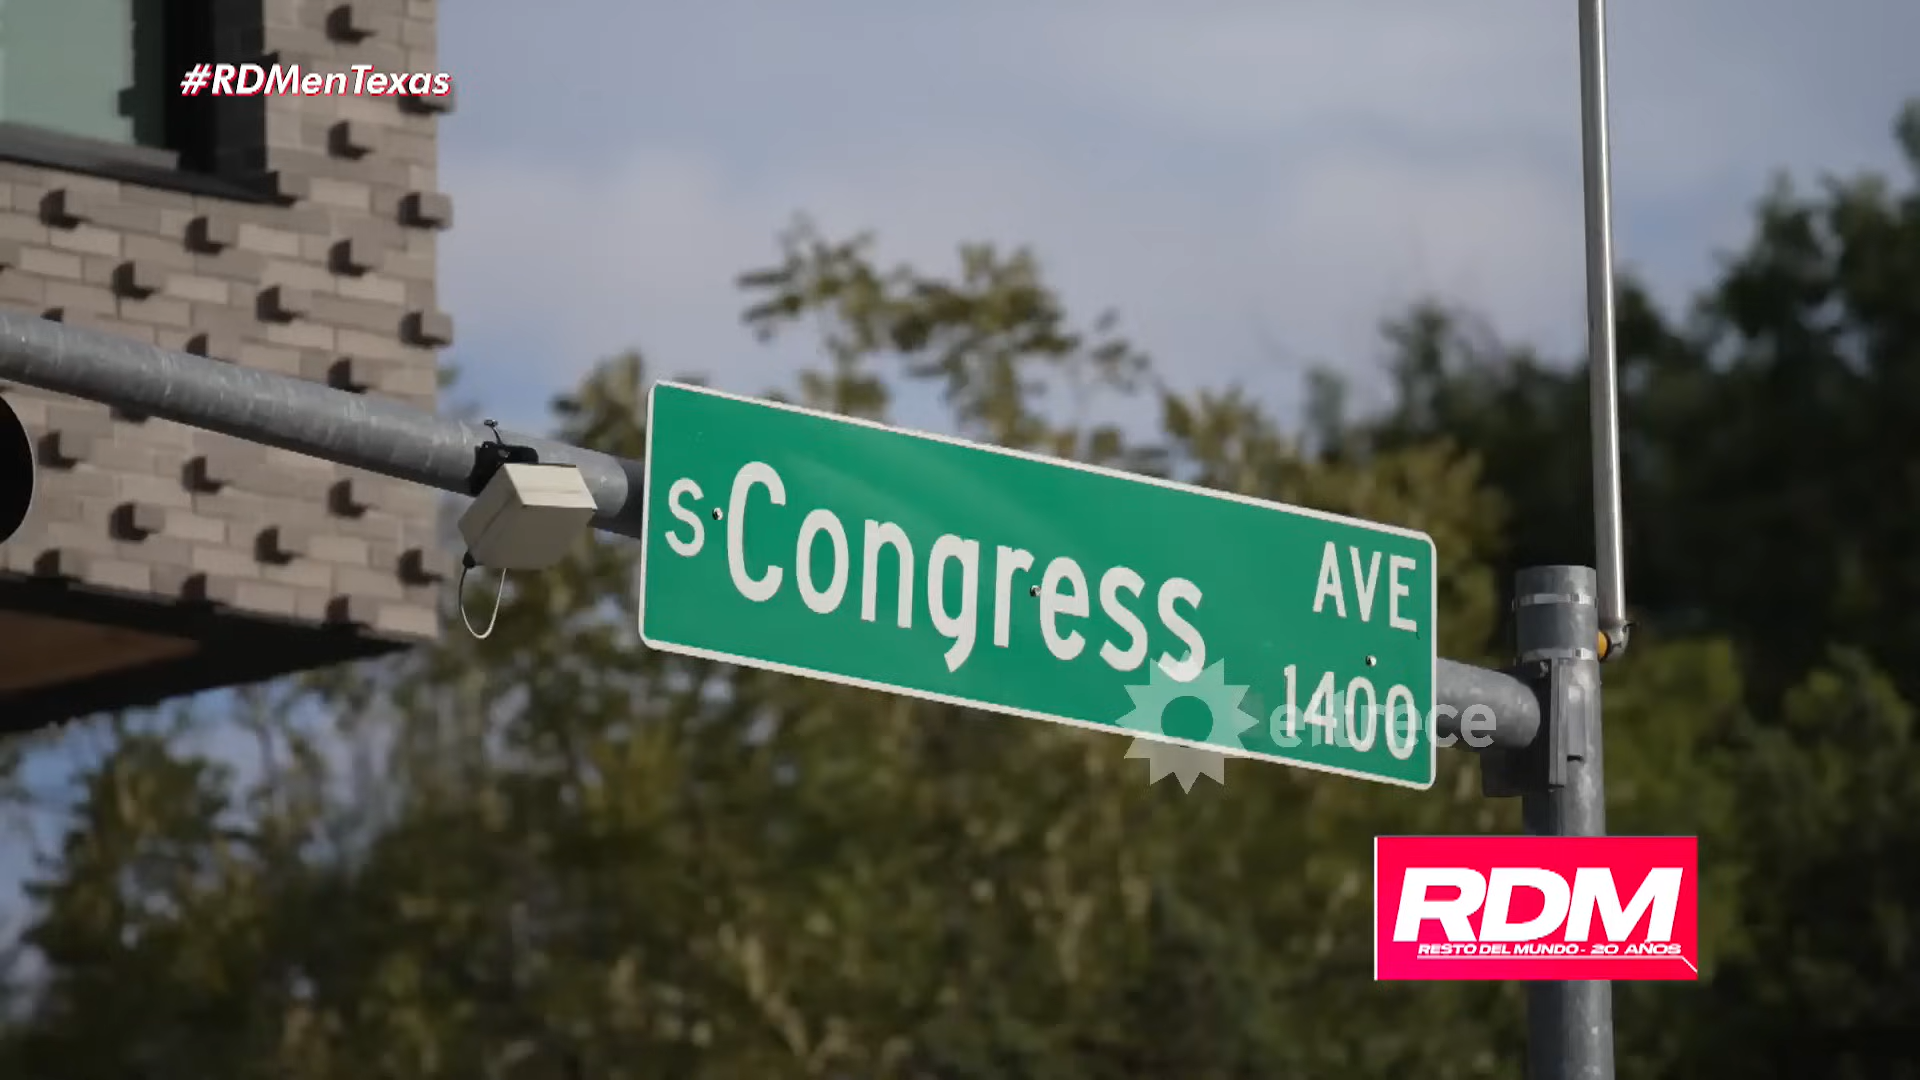 #RDMenTexas
S Congress AVE
1400
eltrece
RDM
RESTO DEL MUNDO - 20 AÑOS